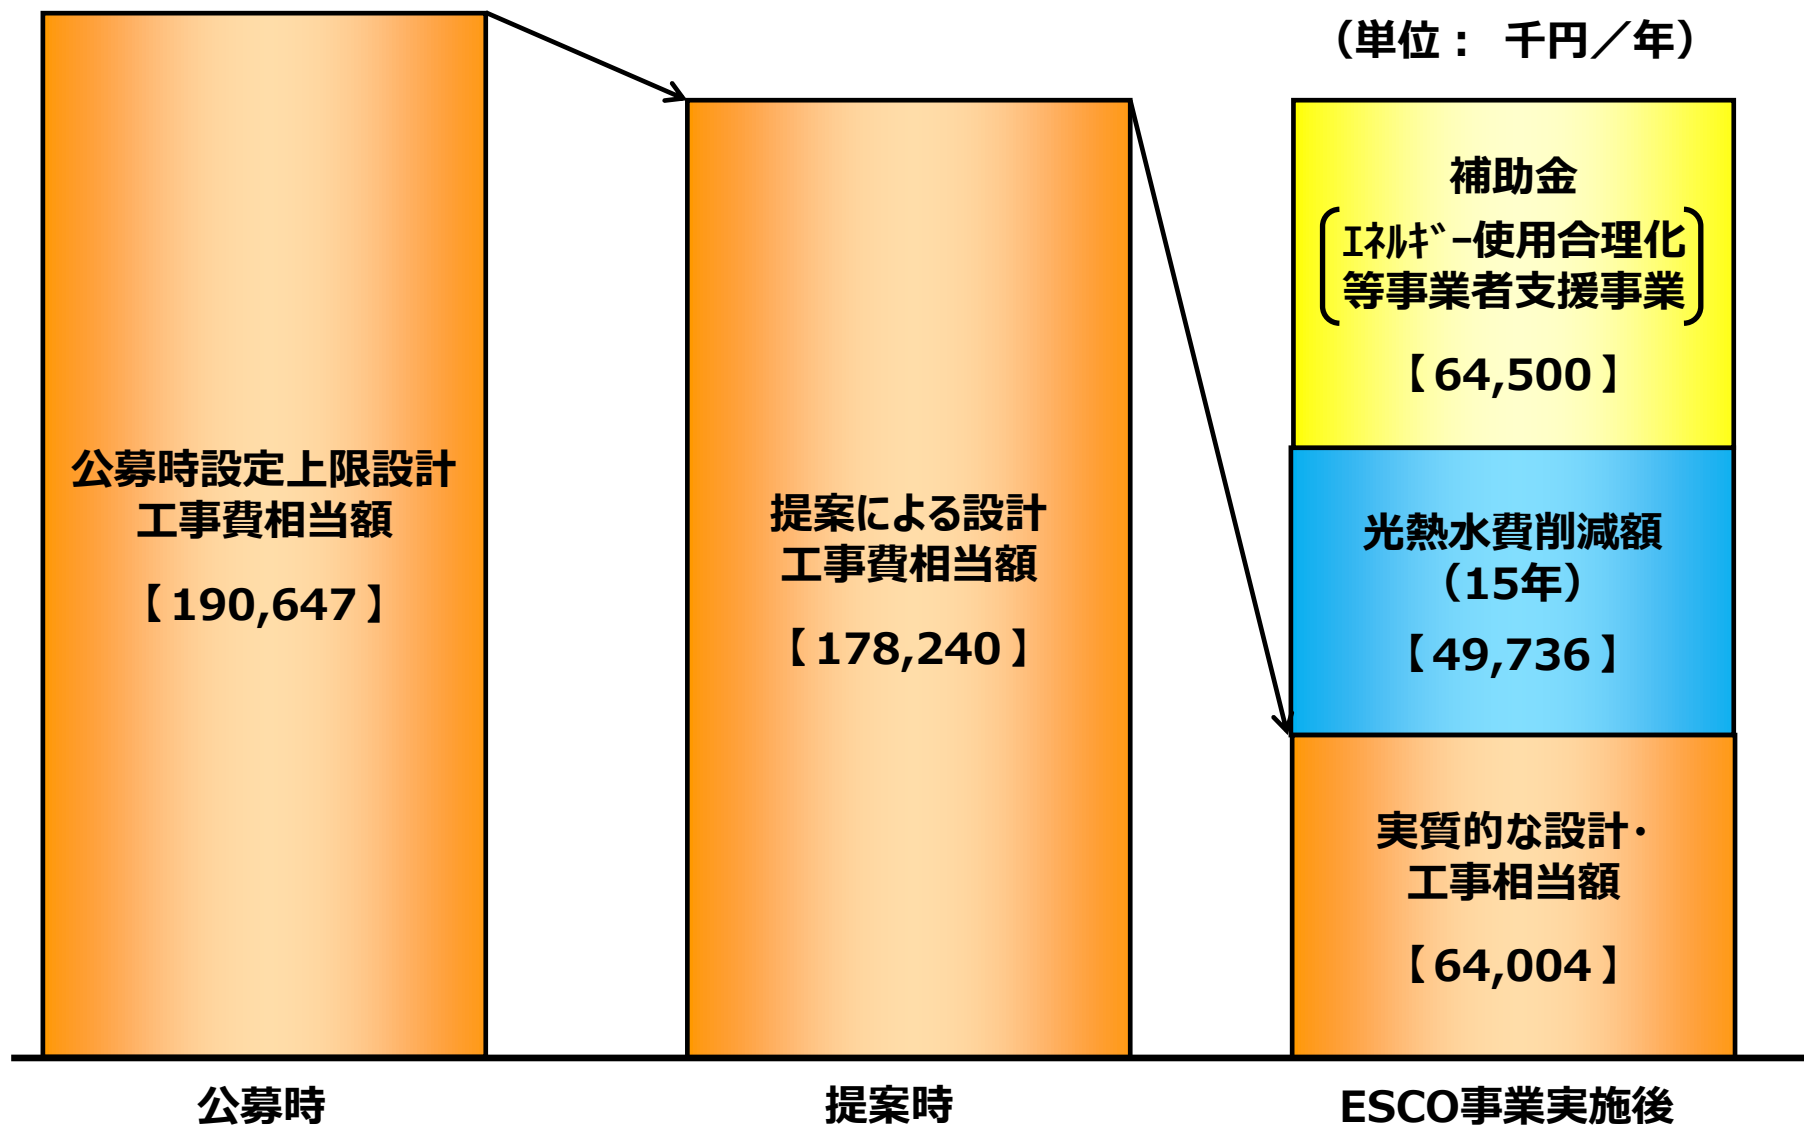 （単位： 千円／年）
公募時設定上限設計
工事費相当額
【 190,647 】
提案による設計
工事費相当額
【 178,240 】
補助金
ｴﾈﾙｷﾞｰ使用合理化
等事業者支援事業
【 64,500 】
光熱水費削減額
（15年）
【 49,736 】
実質的な設計・
工事相当額
【 64,004 】
公募時
提案時
ESCO事業実施後